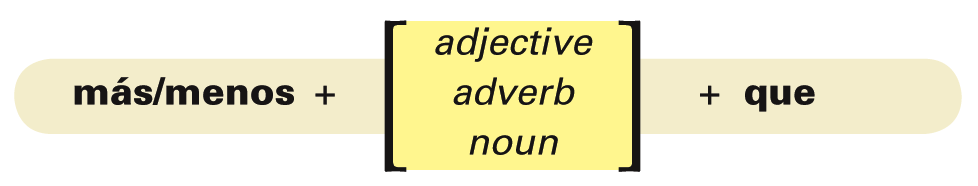 adjective
más/menos + adverb + que
noun